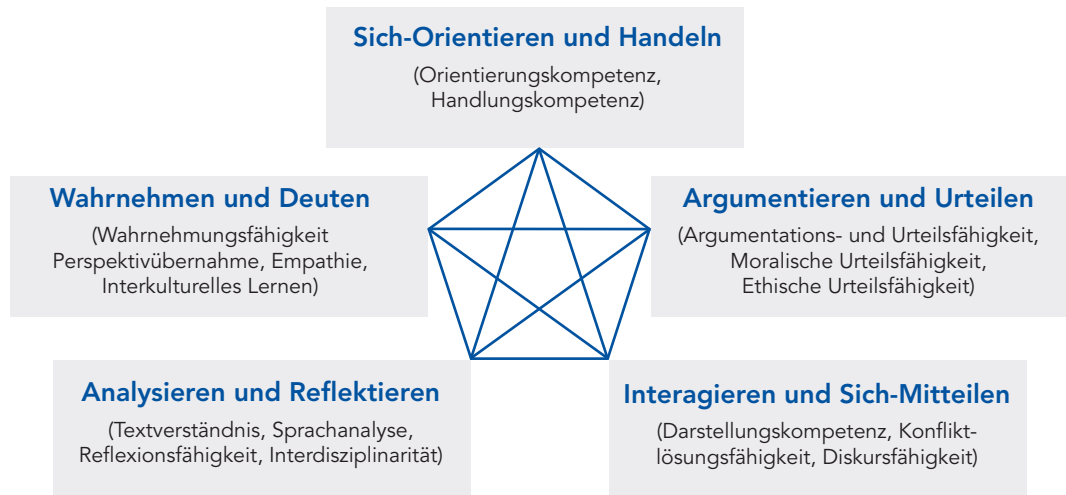 Sich-Orientieren und Handeln
(Orientierungskompetenz,
Handlungskompetenz)
Wahrnehmen und Deuten
(Wahrnehmungsfähigkeit
Perspektivübernahme, Empathie,
Interkulturelles Lernen)
Argumentieren und Urteilen
(Argumentations- und Urteilsfähigkeit,
Moralische Urteilsfähigkeit,
Ethische Urteilsfähigkeit)
Analysieren und Reflektieren
(Textverständnis, Sprachanalyse,
Reflexionsfähigkeit, Interdisziplinarität)
Interagieren und Sich-Mitteilen
(Darstellungskompetenz, Konflikt-
lösungsfähigkeit, Diskursfähigkeit)